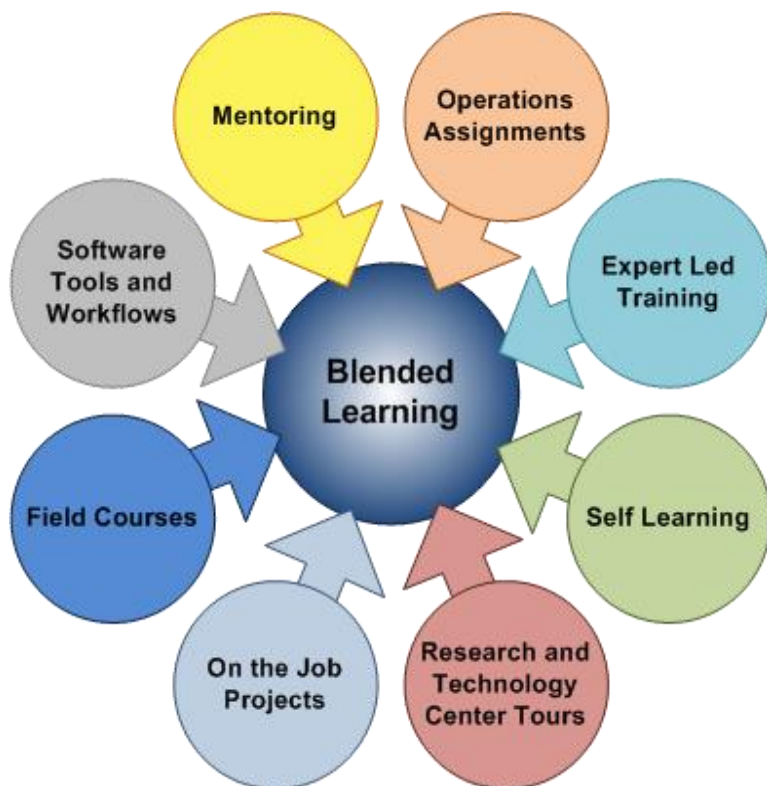 Mentoring
Operations
Assignments
Software
Tools and
Workflows
Expert Led
Training
Blended
Learning
Field Courses
Self Learning
On the Job
Projects
Research and
Technology
Center Tours